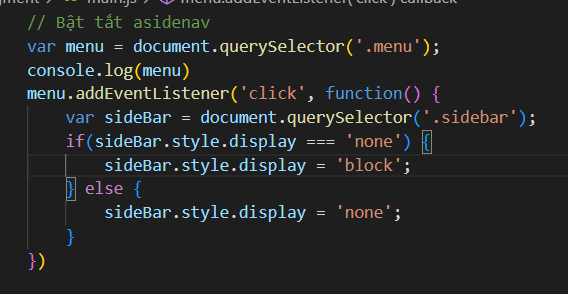 gment > main.js > menu.addEventListener('click') callback
// Bật tắt asidenav
var menu = document.querySelector('.menu');
console.log(menu)
menu.addEventListener('click', function() {
var sideBar = document.querySelector('.sidebar');
if(sideBar.style.display === 'none') {
sideBar.style.display = 'block';
} else {
sideBar.style.display = 'none';
}
})